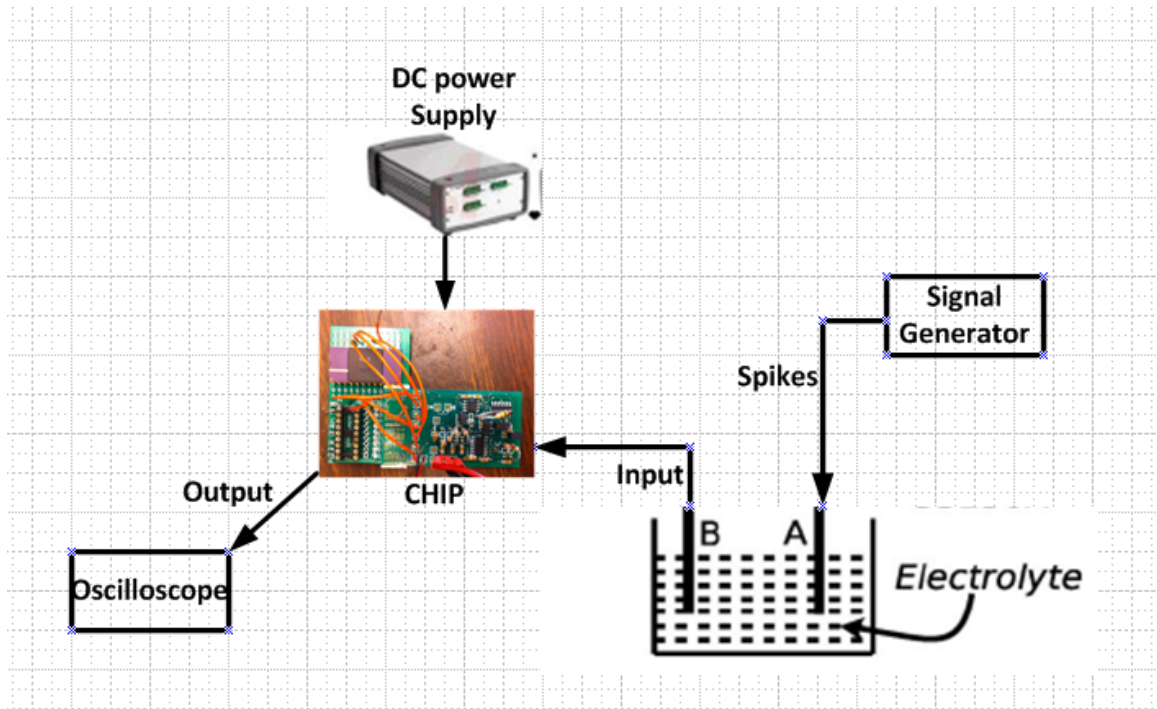 DC power
Supply
Signal
Generator
Spikes
Input
CHIP
Output
B
A
Electrolyte
Oscilloscope